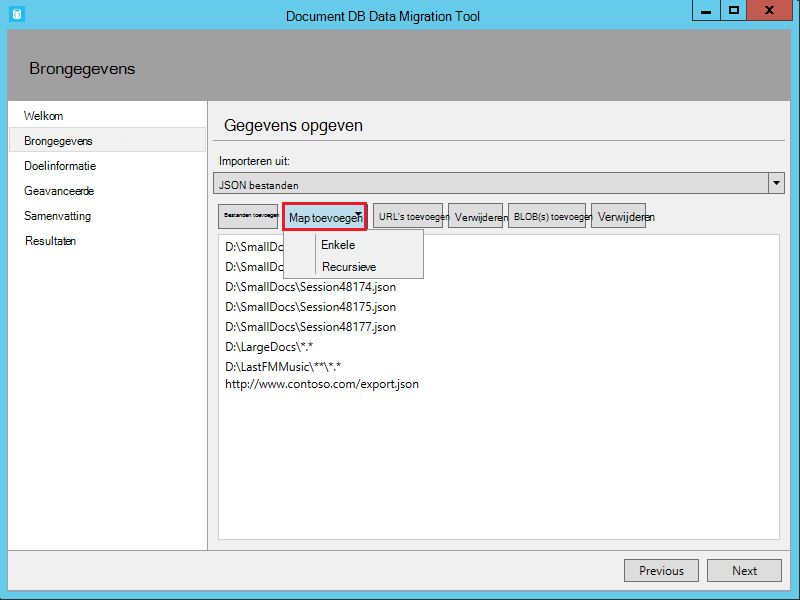 Document DB Data Migration Tool
Brongegevens
Welkom
Brongegevens
Doelinformatie
Geavanceerde
Samenvatting
Resultaten
Gegevens opgeven
Importeren uit:
JSON bestanden
Bestanden toevoegen Map toevoegen URL's toevoegen Verwijderen BLOB(s) toevoegen Verwijderen
Enkele
Recursieve
D:\SmallDoc
D:\SmallDoc
D:\SmallDocs\Session48174.json
D:\SmallDocs\Session48175.json
D:\SmallDocs\Session48177.json
D:\LargeDocs\*.*
D:\LastFMMusic\**\*.*
http://www.contoso.com/export.json
Previous Next